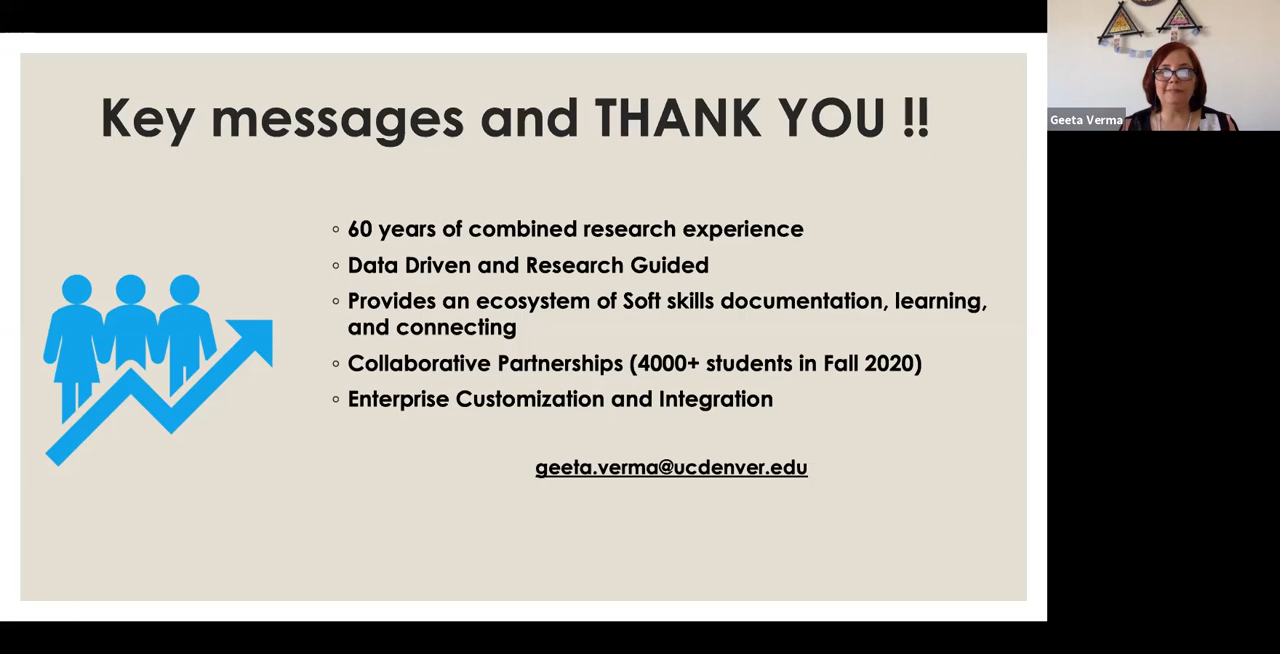 Key messages and THANK YOU !!
Geeta Verma
◦ 60 years of combined research experience
◦ Data Driven and Research Guided
◦ Provides an ecosystem of Soft skills documentation, learning,
and connecting
◦ Collaborative Partnerships (4000+ students in Fall 2020)
◦ Enterprise Customization and Integration
geeta.verma@ucdenver.edu